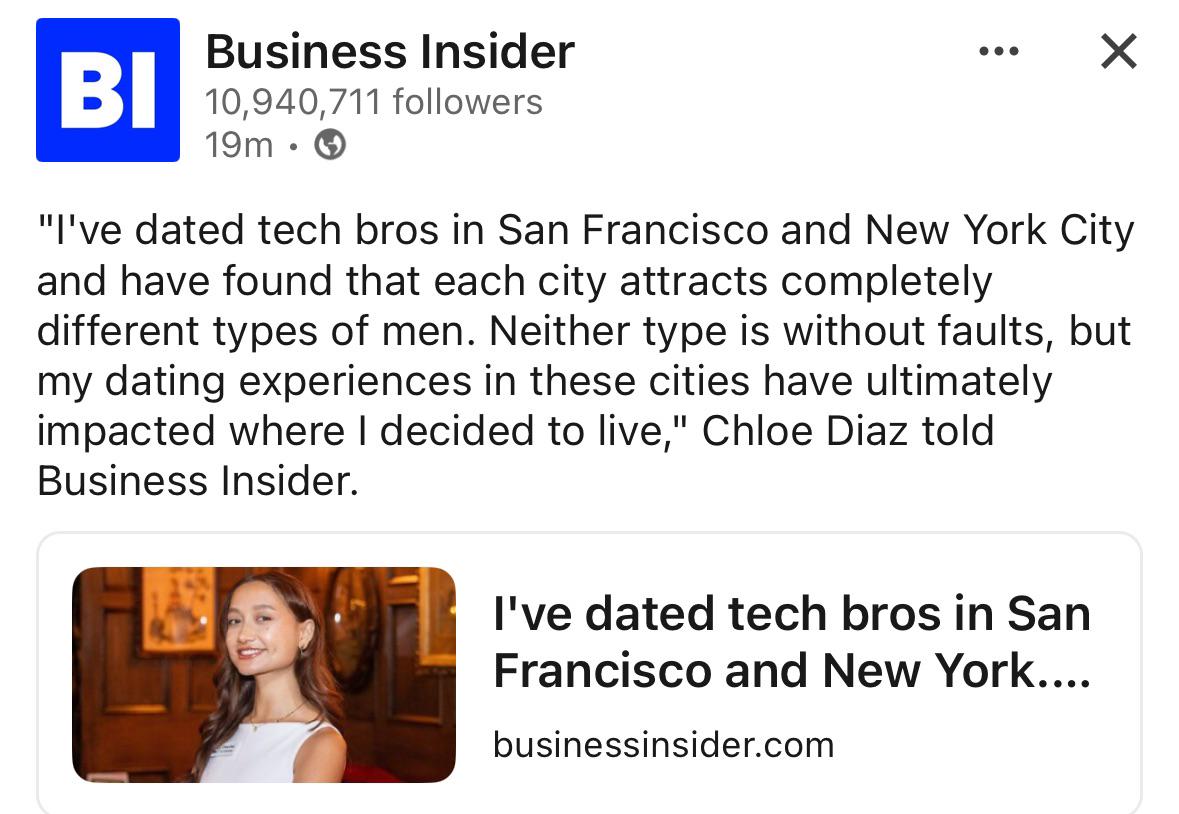 BI
Business Insider
10,940,711 followers
19m •
"I've dated tech bros in San Francisco and New York City
and have found that each city attracts completely
different types of men. Neither type is without faults, but
my dating experiences in these cities have ultimately
impacted where I decided to live," Chloe Diaz told
Business Insider.
I've dated tech bros in San
Francisco and New York....
businessinsider.com